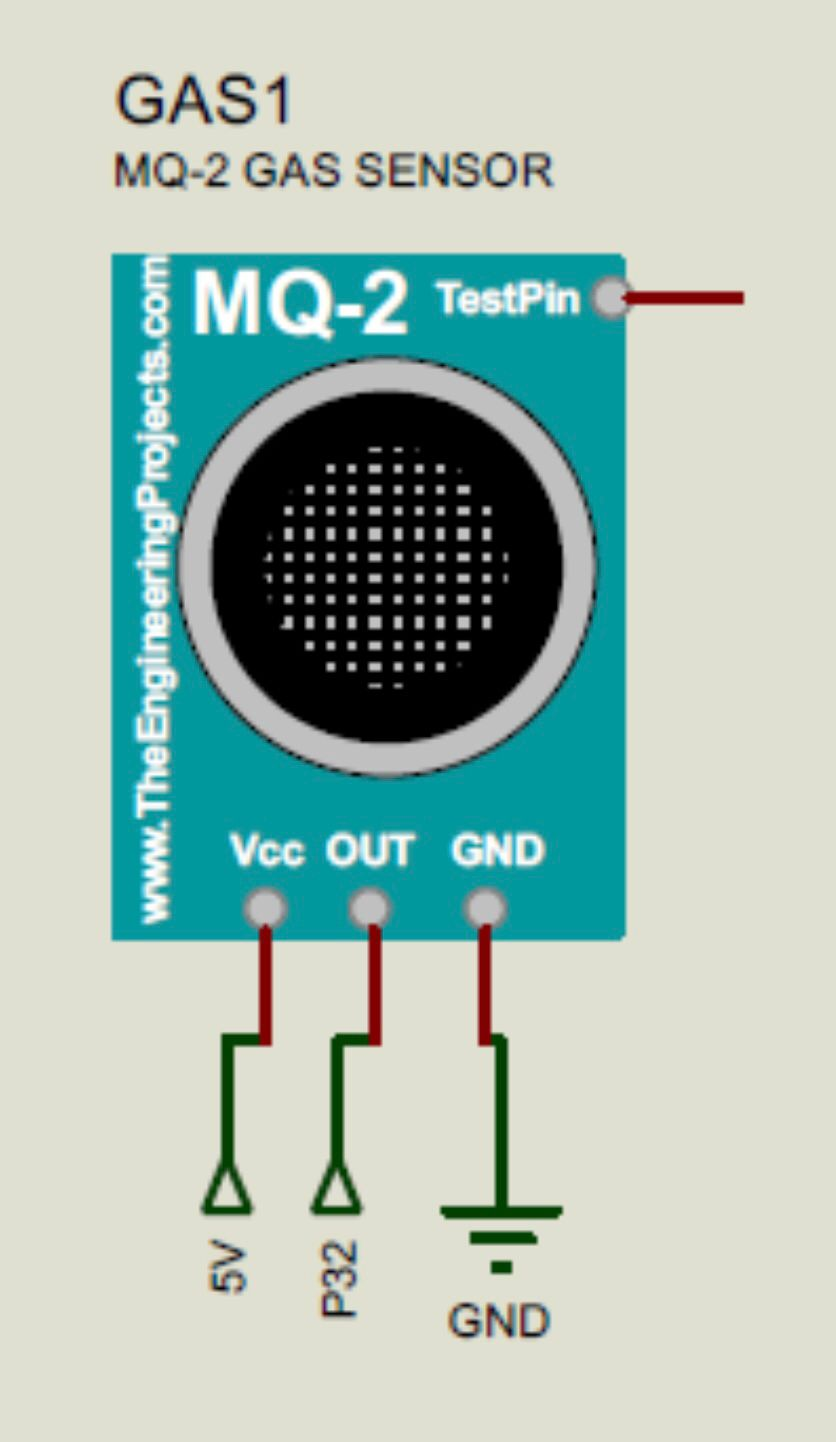 GAS1
MQ-2 GAS SENSOR
www.TheEngineeringProjects.com
MQ-2
TestPin
Vcc OUT GND
5V
P32
GND